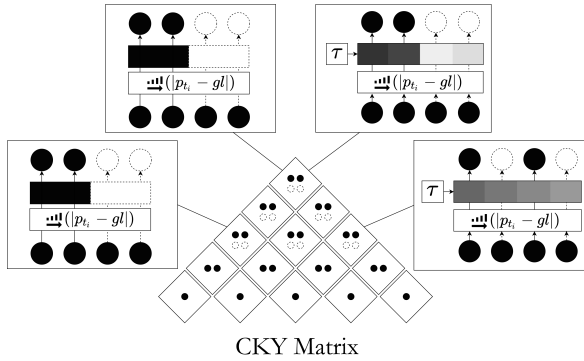 (|p_{t_i} − gl|)
τ
(|p_{t_i} − gl|)
(|p_{t_i} − gl|)
τ
(|p_{t_i} − gl|)
CKY Matrix